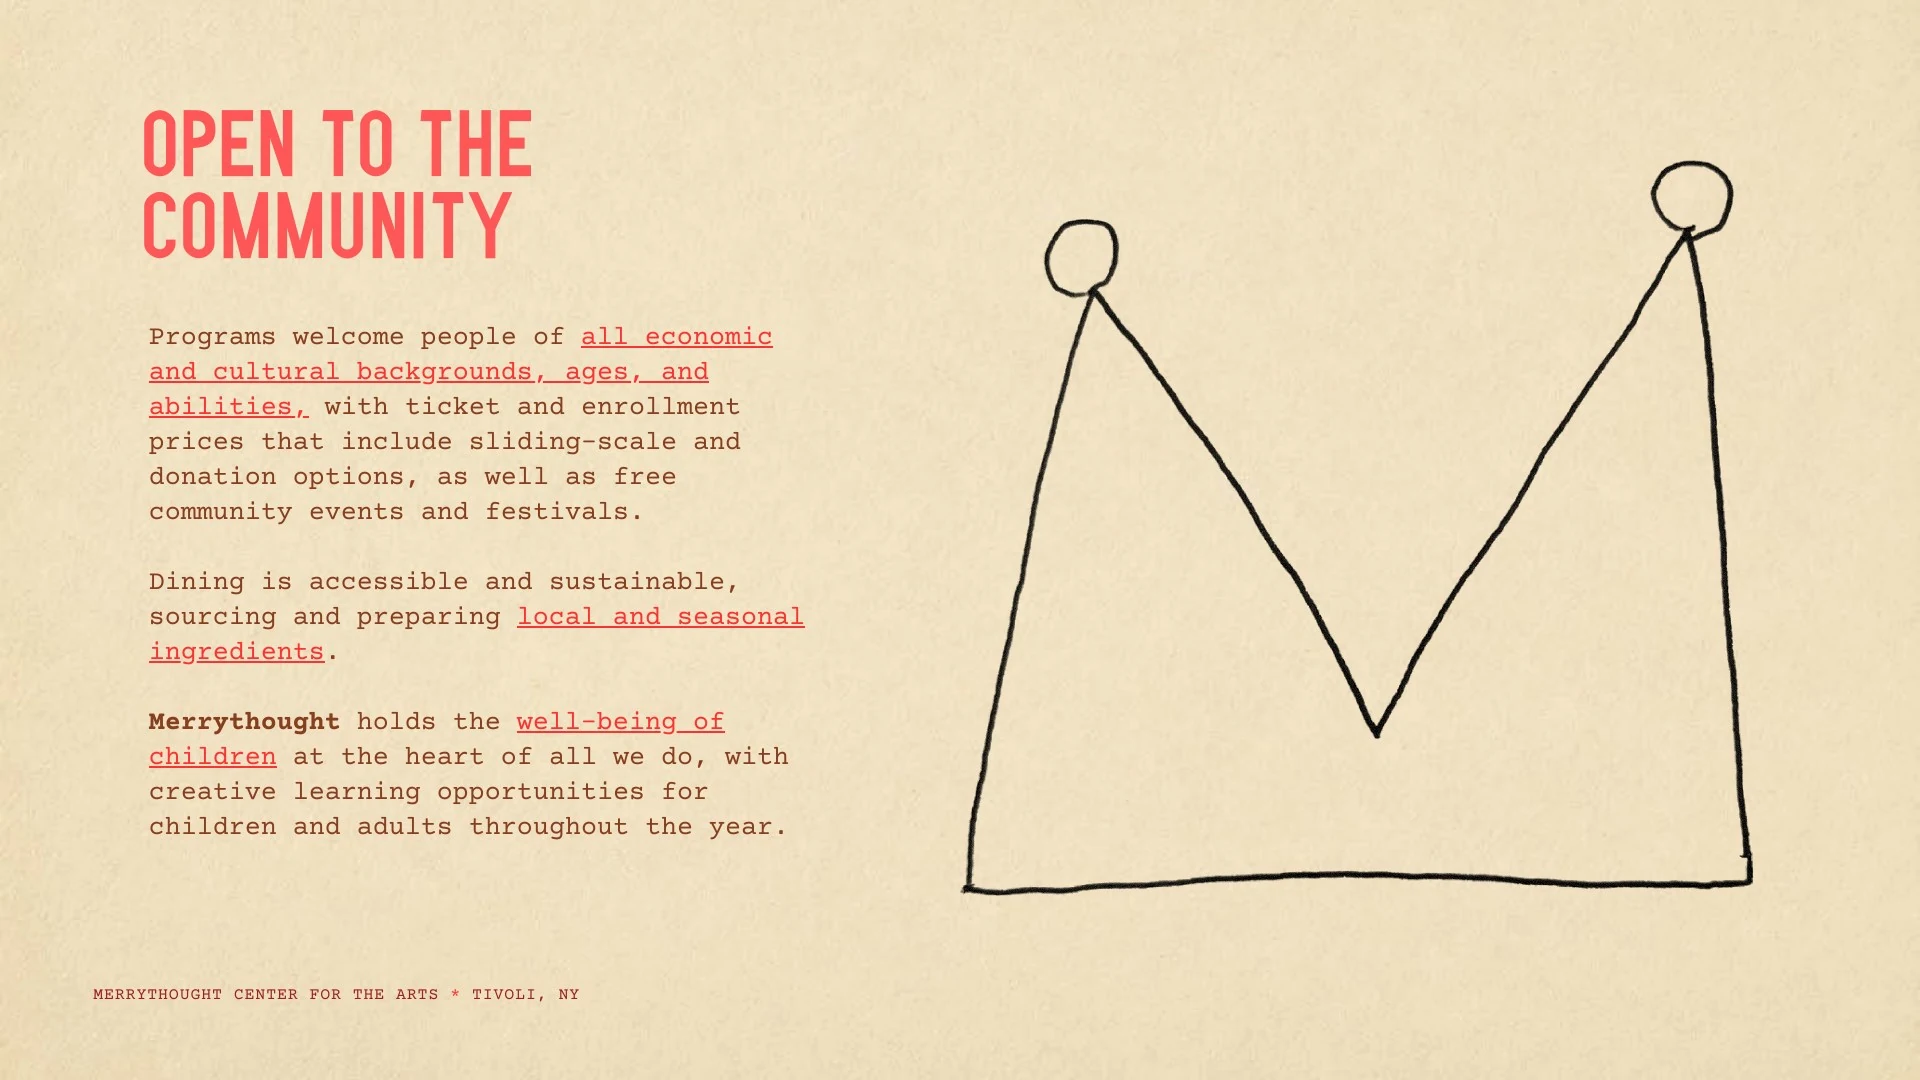 OPEN TO THE
COMMUNITY
Programs welcome people of all economic
and cultural backgrounds, ages, and
abilities, with ticket and enrollment
prices that include sliding-scale and
donation options, as well as free
community events and festivals.
Dining is accessible and sustainable,
sourcing and preparing local and seasonal
ingredients.
Merrythought holds the well-being of
children at the heart of all we do, with
creative learning opportunities for
children and adults throughout the year.
MERRYTHOUGHT CENTER FOR THE ARTS * TIVOLI, NY